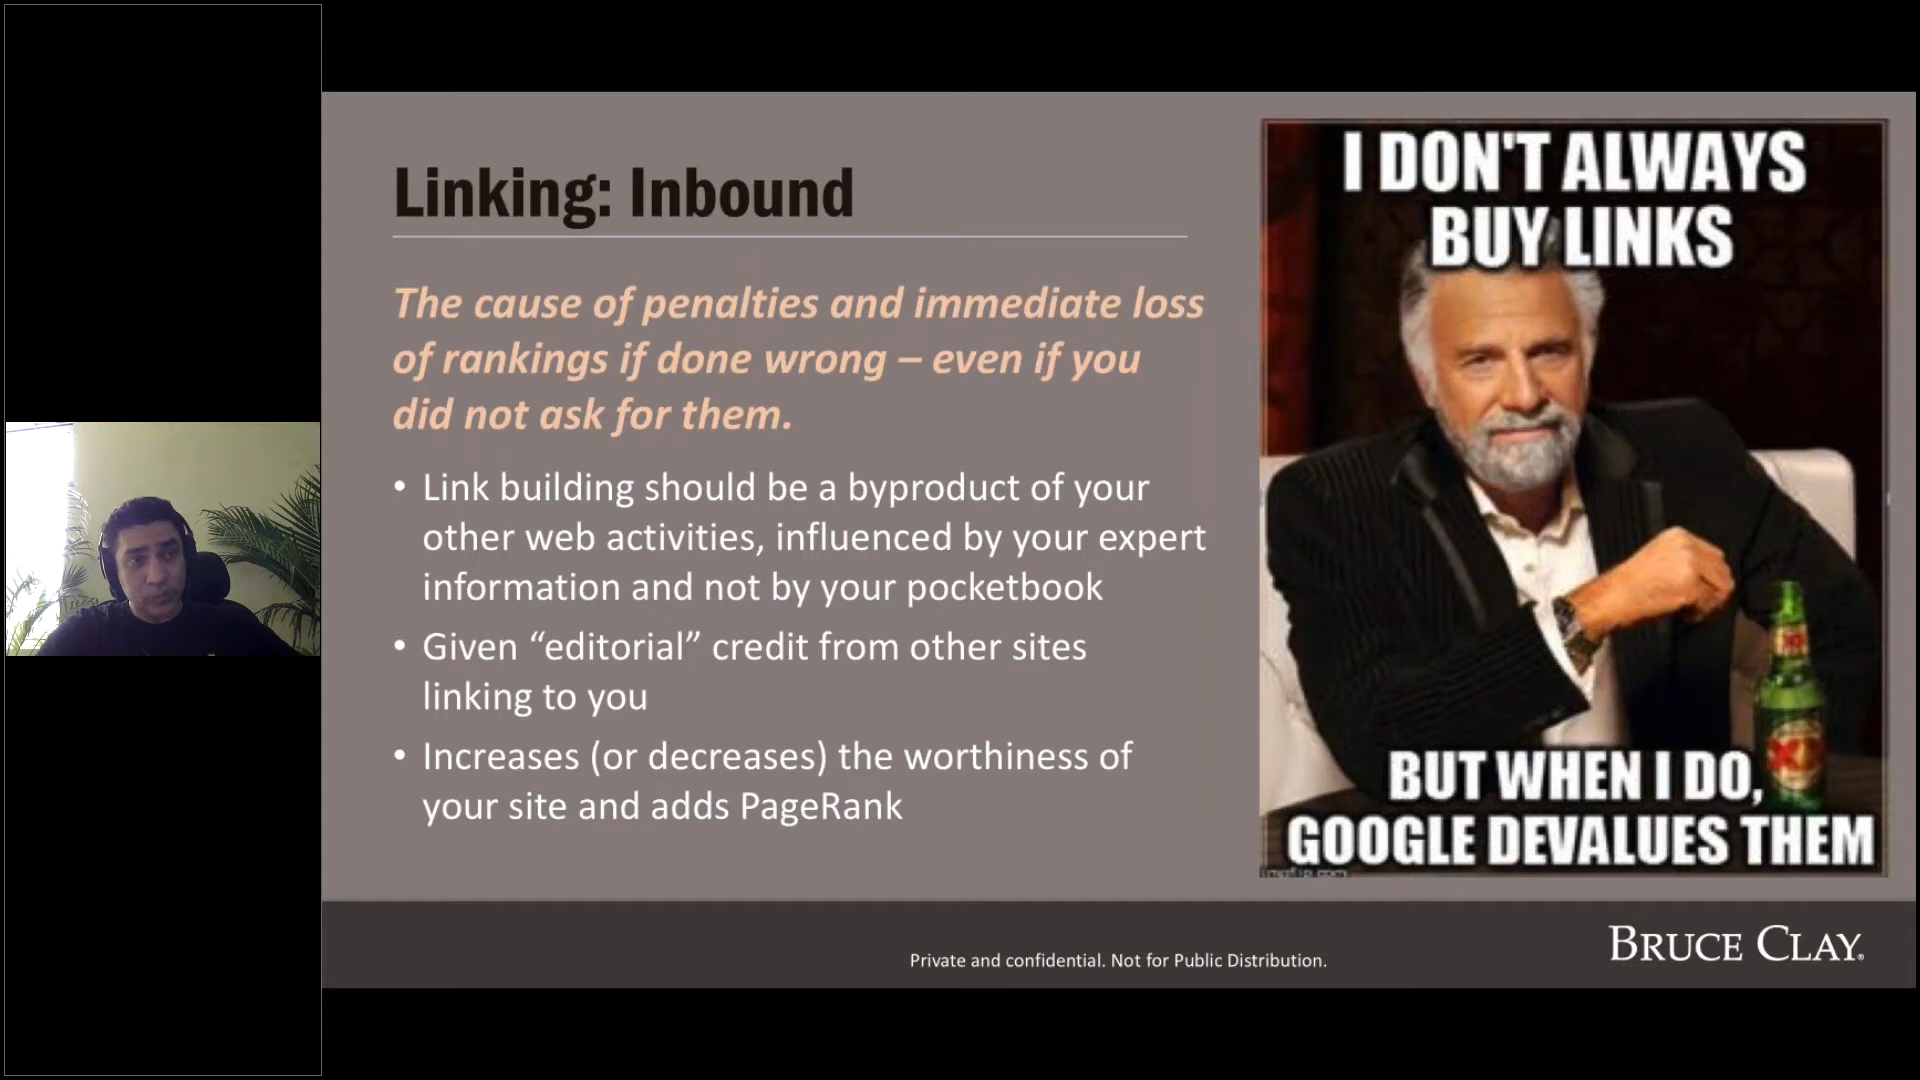 Linking: Inbound
The cause of penalties and immediate loss
of rankings if done wrong – even if you
did not ask for them.
• Link building should be a byproduct of your
other web activities, influenced by your expert
information and not by your pocketbook
• Given “editorial” credit from other sites
linking to you
• Increases (or decreases) the worthiness of
your site and adds PageRank
I DON'T ALWAYS
BUY LINKS
XX
XX
BUT WHEN I DO,
GOOGLE DEVALUES THEM
Private and confidential. Not for Public Distribution.
BRUCE CLAY®